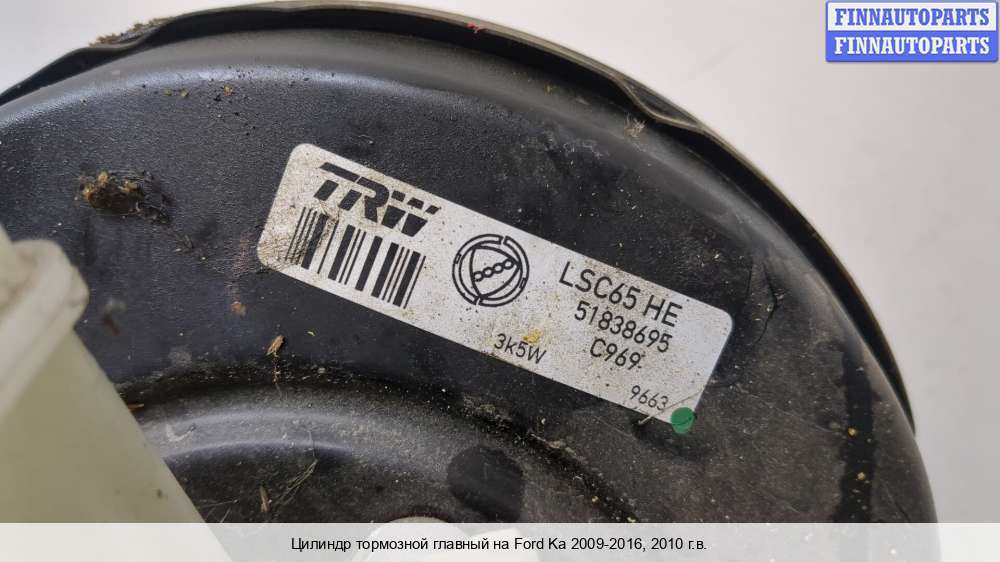 FINNAUTOPARTS
FINNAUTOPARTS
TRW
LSC65 HE
51838695
C969
3k5W
9663
Цилиндр тормозной главный на Ford Ka 2009-2016, 2010 г.в.